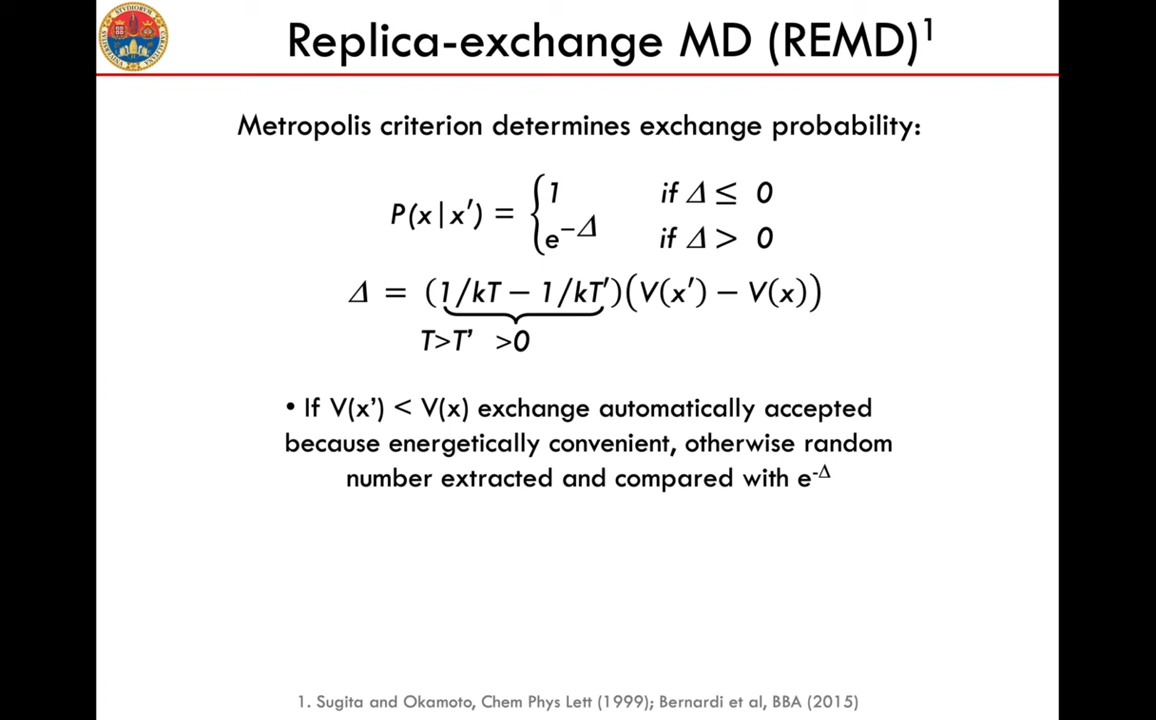 Replica-exchange MD (REMD)¹
Metropolis criterion determines exchange probability:
P(x|x′) = { 1 if Δ ≤ 0
e^−Δ if Δ > 0
Δ = (1/kT − 1/kT′)(V(x′) − V(x))
T>T’ >0
• If V(x’) < V(x) exchange automatically accepted
because energetically convenient, otherwise random
number extracted and compared with e^-Δ
1. Sugita and Okamoto, Chem Phys Lett (1999); Bernardi et al, BBA (2015)